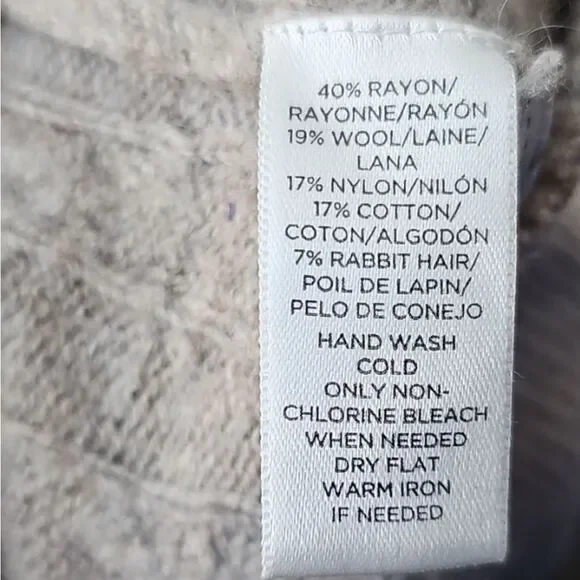 40% RAYON/
RAYONNE/RAYÓN
19% WOOL/LAINE/
LANA
17% NYLON/NILÓN
17% COTTON/
COTON/ALGODÓN
7% RABBIT HAIR/
POIL DE LAPIN/
PELO DE CONEJO
HAND WASH
COLD
ONLY NON-
CHLORINE BLEACH
WHEN NEEDED
DRY FLAT
WARM IRON
IF NEEDED